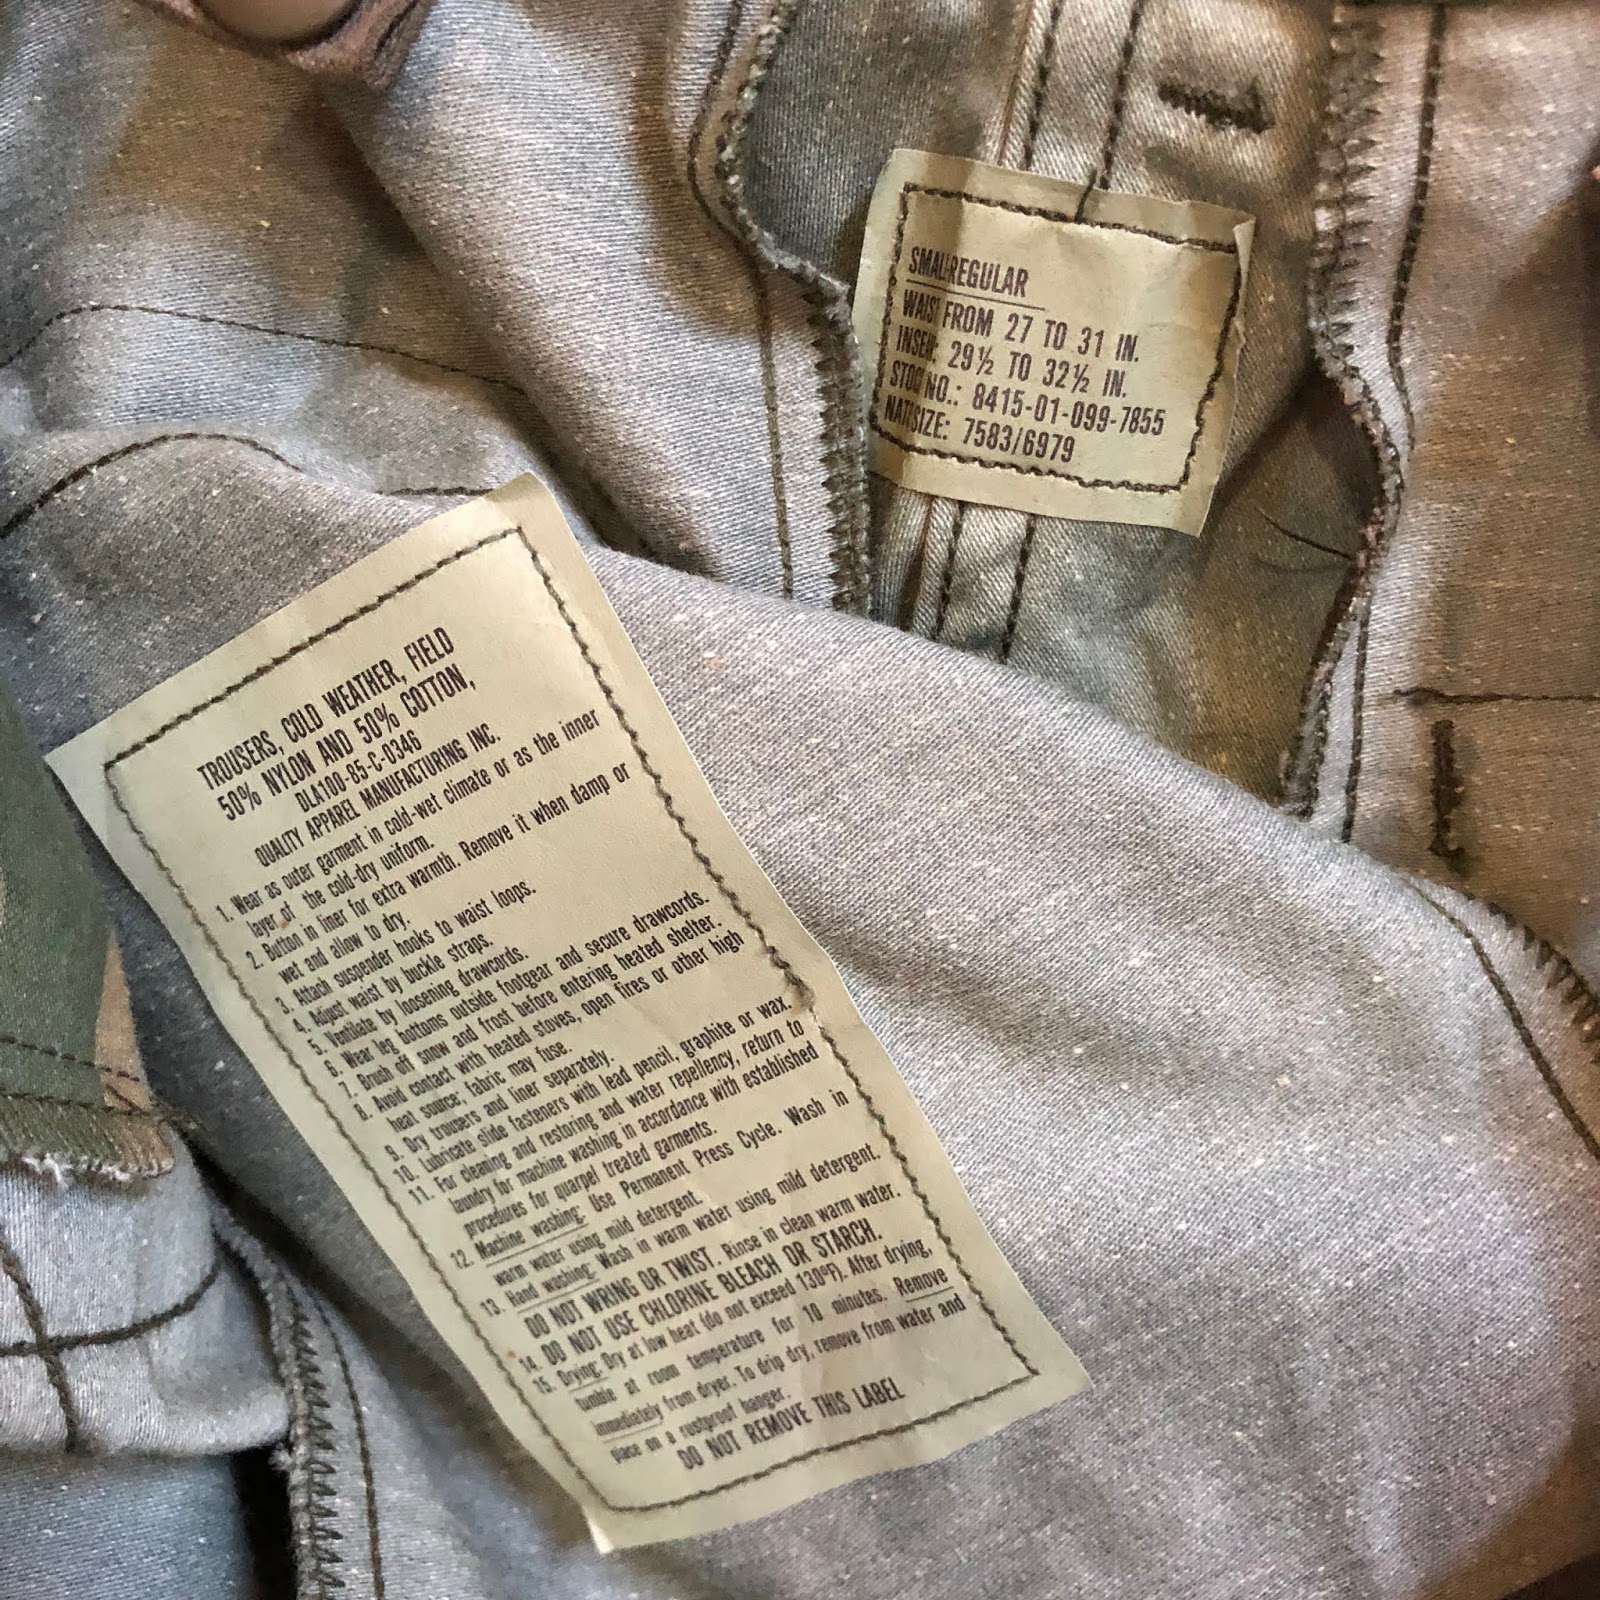 SMALL-REGULAR
WAIST FROM 27 TO 31 IN.
INSEM: 29½ TO 32½ IN.
STOCK NO.: 8415-01-099-7855
NATO SIZE: 7583/6979
TROUSERS, COLD WEATHER, FIELD
50% NYLON AND 50% COTTON,
DLA100-85-C-0346
QUALITY APPAREL MANUFACTURING INC.
1. Wear as outer garment in cold-wet climate or as the inner
layer of the cold-dry uniform.
2. Button in liner for extra warmth. Remove it when damp or
wet and allow to dry.
3. Attach suspender hooks to waist loops.
4. Adjust waist by buckle straps.
5. Ventilate by loosening drawcords.
6. Wear leg bottoms outside footgear and secure drawcords.
7. Brush off snow and frost before entering heated shelter.
8. Avoid contact with heated stoves, open fires or other high
heat source; fabric may fuse.
9. Dry trousers and liner separately.
10. Lubricate slide fasteners with lead pencil, graphite or wax.
11. For cleaning and restoring and water repellency, return to
laundry for machine washing in accordance with established
procedures for quarpel treated garments.
12. Machine washing: Use Permanent Press Cycle. Wash in
warm water using mild detergent.
13. Hand washing: Wash in warm water using mild detergent.
DO NOT WRING OR TWIST. Rinse in clean warm water.
14. DO NOT USE CHLORINE BLEACH OR STARCH.
15. Drying: Dry at low heat (do not exceed 130°F). After drying,
tumble at room temperature for 10 minutes. Remove
immediately from dryer. To drip dry, remove from water and
place on a rustproof hanger.
DO NOT REMOVE THIS LABEL